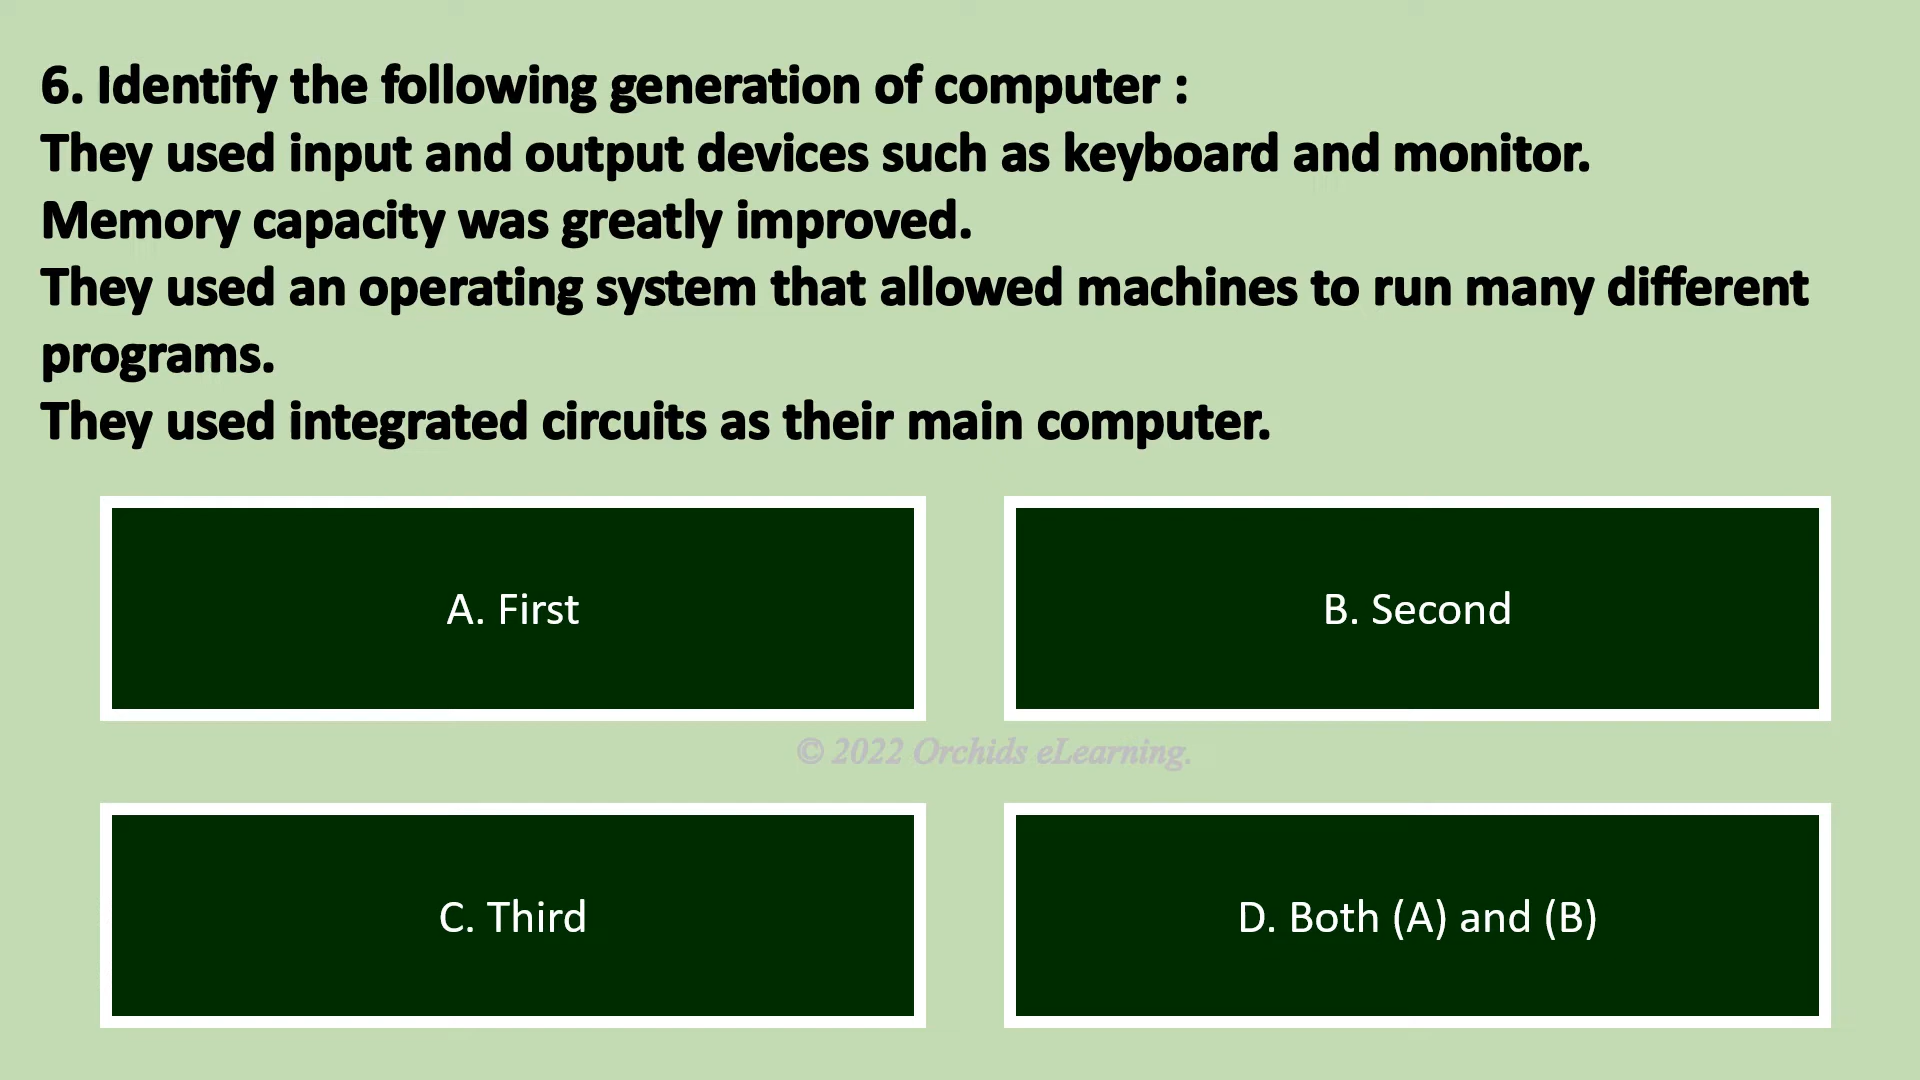 6. Identify the following generation of computer :
They used input and output devices such as keyboard and monitor.
Memory capacity was greatly improved.
They used an operating system that allowed machines to run many different
programs.
They used integrated circuits as their main computer.
A. First
B. Second
© 2022 Orchids eLearning.
C. Third
D. Both (A) and (B)